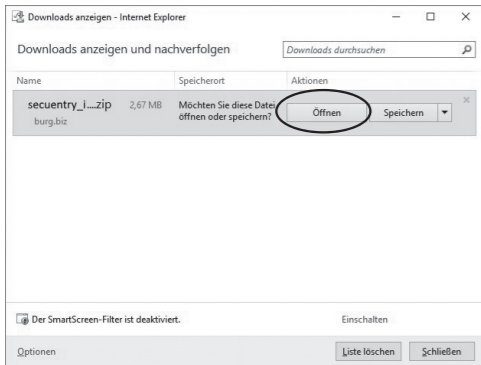 Downloads anzeigen - Internet Explorer
Downloads anzeigen und nachverfolgen
Downloads durchsuchen
Name Speicherort Aktionen
secuentry_i....zip 2,67 MB Möchten Sie diese Datei öffnen oder speichern? Öffnen Speichern
burg.biz
Der SmartScreen-Filter ist deaktiviert. Einschalten
Optionen Liste löschen Schließen